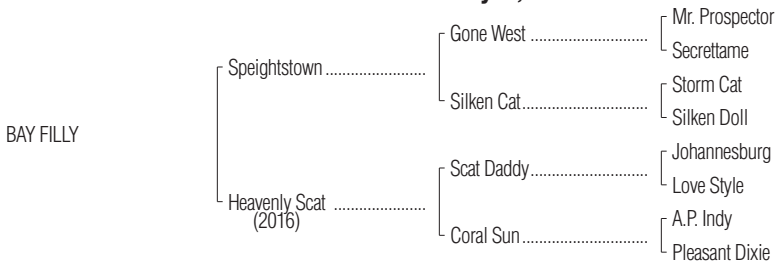 Mr. Prospector
Gone West ................................
Secrettame
Speightstown .........................
Storm Cat
Silken Cat..................................
Silken Doll
BAY FILLY
Johannesburg
Scat Daddy................................
Love Style
Heavenly Scat .......................
(2016)
A.P. Indy
Coral Sun ..................................
Pleasant Dixie